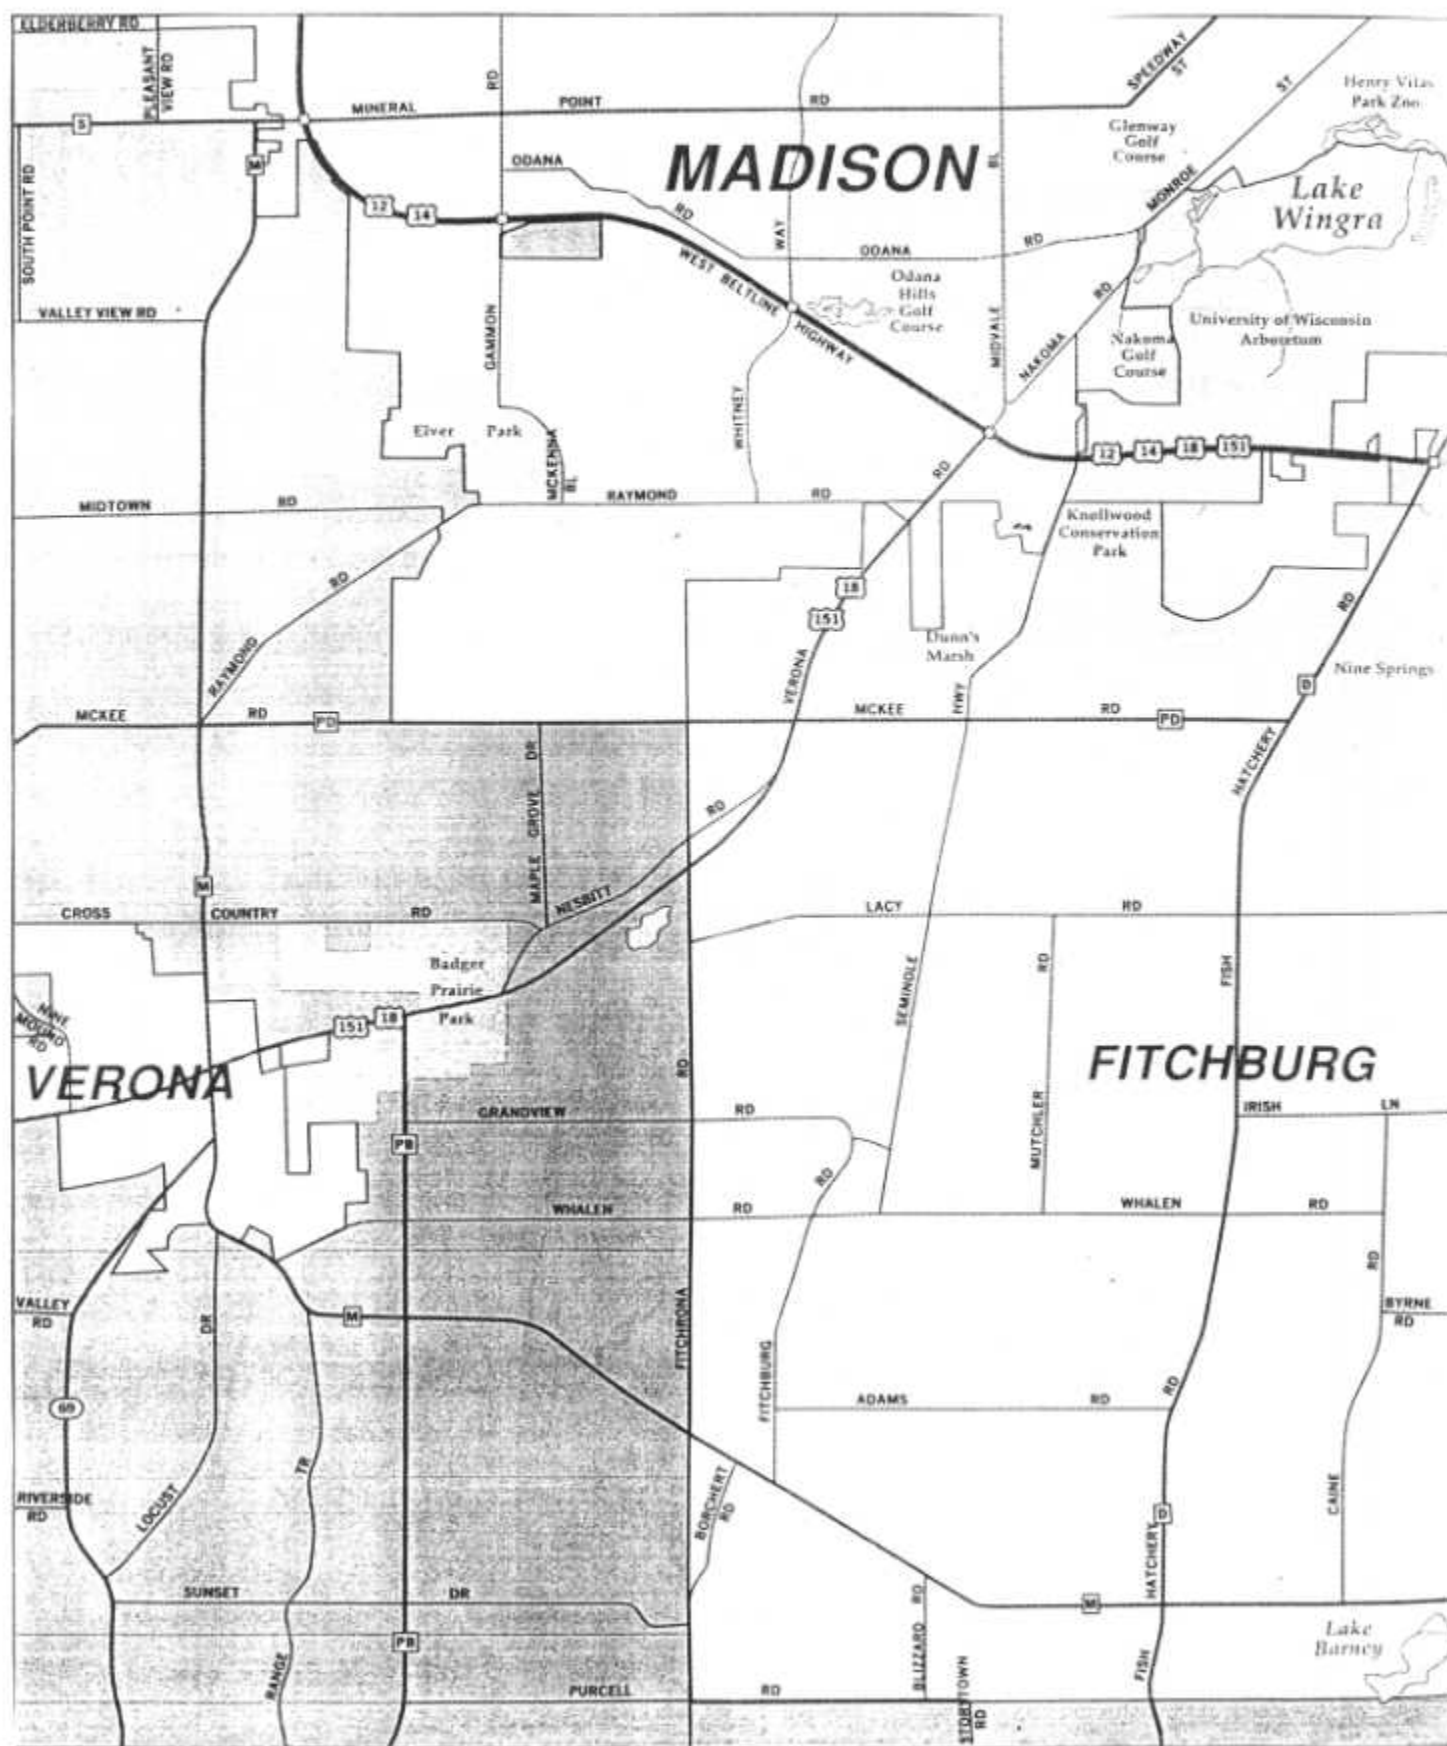 ELDERBERRY RD
PLEASANT
VIEW RD
RD
SPEEDWAY
ST
ST
Henry Vilas
Park Zoo
S
MINERAL
POINT
RD
M
Glenway
Golf
Course
BL
MADISON
ODANA
RD
WAY
ODANA
RD
MONROE
Lake
Wingra
SOUTH POINT RD
12
14
WEST BELTLINE
HIGHWAY
Odana
Hills
Golf
Course
VALLEY VIEW RD
GAMMON
MIDVALE
NAKOMA
RD
Nakoma
Golf
Course
University of Wisconsin
Arboretum
WHITNEY
Elver Park
MCKENNA
BL
RD
12
14
18
151
MIDTOWN
RD
RAYMOND
RD
Knollwood
Conservation
Park
RAYMOND
RD
18
151
VERONA
Dunn's
Marsh
HWY
RD
D
Nine Springs
MCKEE
RD
PD
MCKEE
RD
PD
HATCHERY
MAPLE GROVE DR
RD
NESBITT
M
CROSS
COUNTRY
RD
LACY
RD
Badger
Prairie
Park
NINE
MOUND
RD
151
18
SEMINOLE
RD
FISH
VERONA
FITCHBURG
RD
GRANDVIEW
RD
MUTCHLER
IRISH
LN
PB
RD
WHALEN
RD
WHALEN
RD
VALLEY
RD
DR
M
FITCHRONA
RD
BYRNE
RD
69
FITCHBURG
ADAMS
RD
RD
TR
RIVERSIDE
RD
LOCUST
BORCHERT
RD
D
HATCHERY
CAINE
SUNSET
DR
BLIZZARD RD
M
PB
RANGE
FISH
Lake
Barney
PURCELL
RD
STORYTOWN
RD